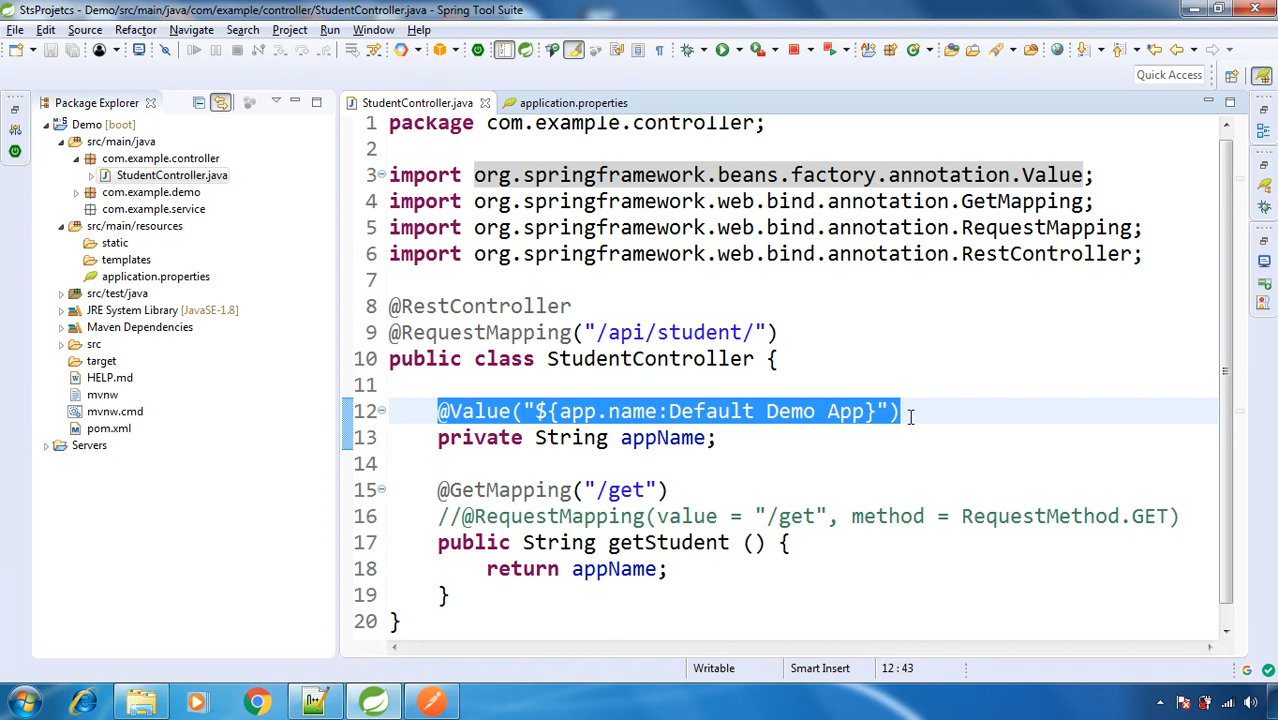 StsProjetcs - Demo/src/main/java/com/example/controller/StudentController.java - Spring Tool Suite
File Edit Source Refactor Navigate Search Project Run Window Help
Quick Access
Package Explorer
Demo [boot]
src/main/java
com.example.controller
StudentController.java
com.example.demo
com.example.service
src/main/resources
static
templates
application.properties
src/test/java
JRE System Library [JavaSE-1.8]
Maven Dependencies
src
target
HELP.md
mvnw
mvnw.cmd
pom.xml
Servers
StudentController.java application.properties
1 package com.example.controller;
2
3 import org.springframework.beans.factory.annotation.Value;
4 import org.springframework.web.bind.annotation.GetMapping;
5 import org.springframework.web.bind.annotation.RequestMapping;
6 import org.springframework.web.bind.annotation.RestController;
7
8 @RestController
9 @RequestMapping("/api/student/")
10 public class StudentController {
11
12 @Value("${app.name:Default Demo App}")
13 private String appName;
14
15 @GetMapping("/get")
16 //@RequestMapping(value = "/get", method = RequestMethod.GET)
17 public String getStudent () {
18 return appName;
19 }
20 }
Writable Smart Insert 12 : 43